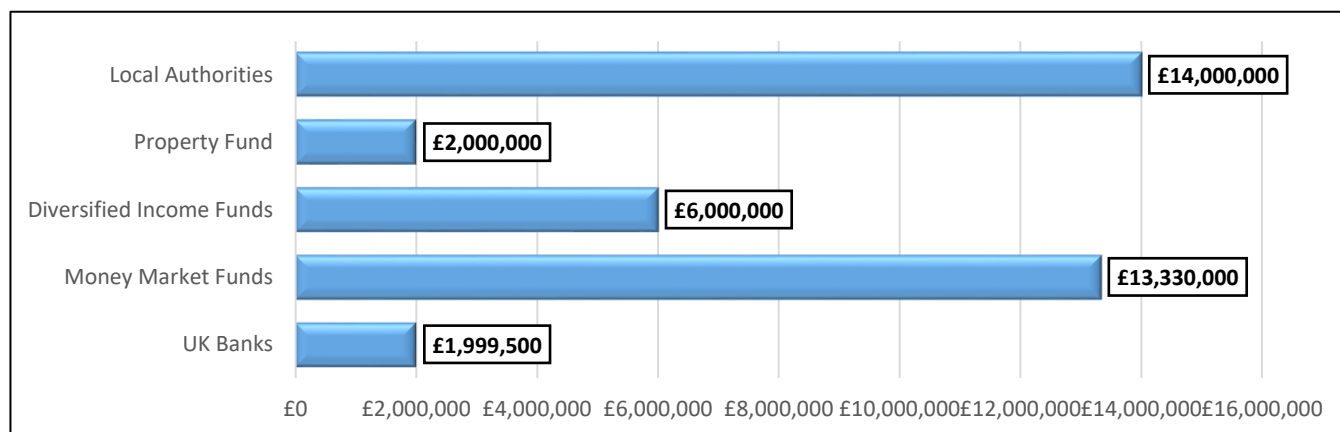 Local Authorities £14,000,000
Property Fund £2,000,000
Diversified Income Funds £6,000,000
Money Market Funds £13,330,000
UK Banks £1,999,500
£0 £2,000,000 £4,000,000 £6,000,000 £8,000,000 £10,000,000 £12,000,000 £14,000,000 £16,000,000